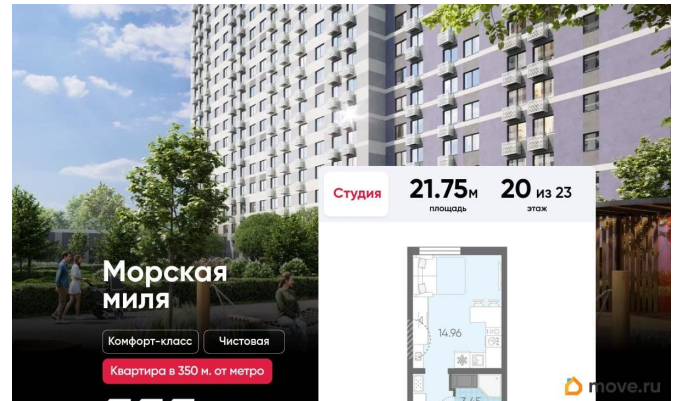 Студия
21.75м
площадь
20 из 23
этаж
Морская
миля
Комфорт-класс
Чистовая
Квартира в 350 м. от метро
14.96
move.ru